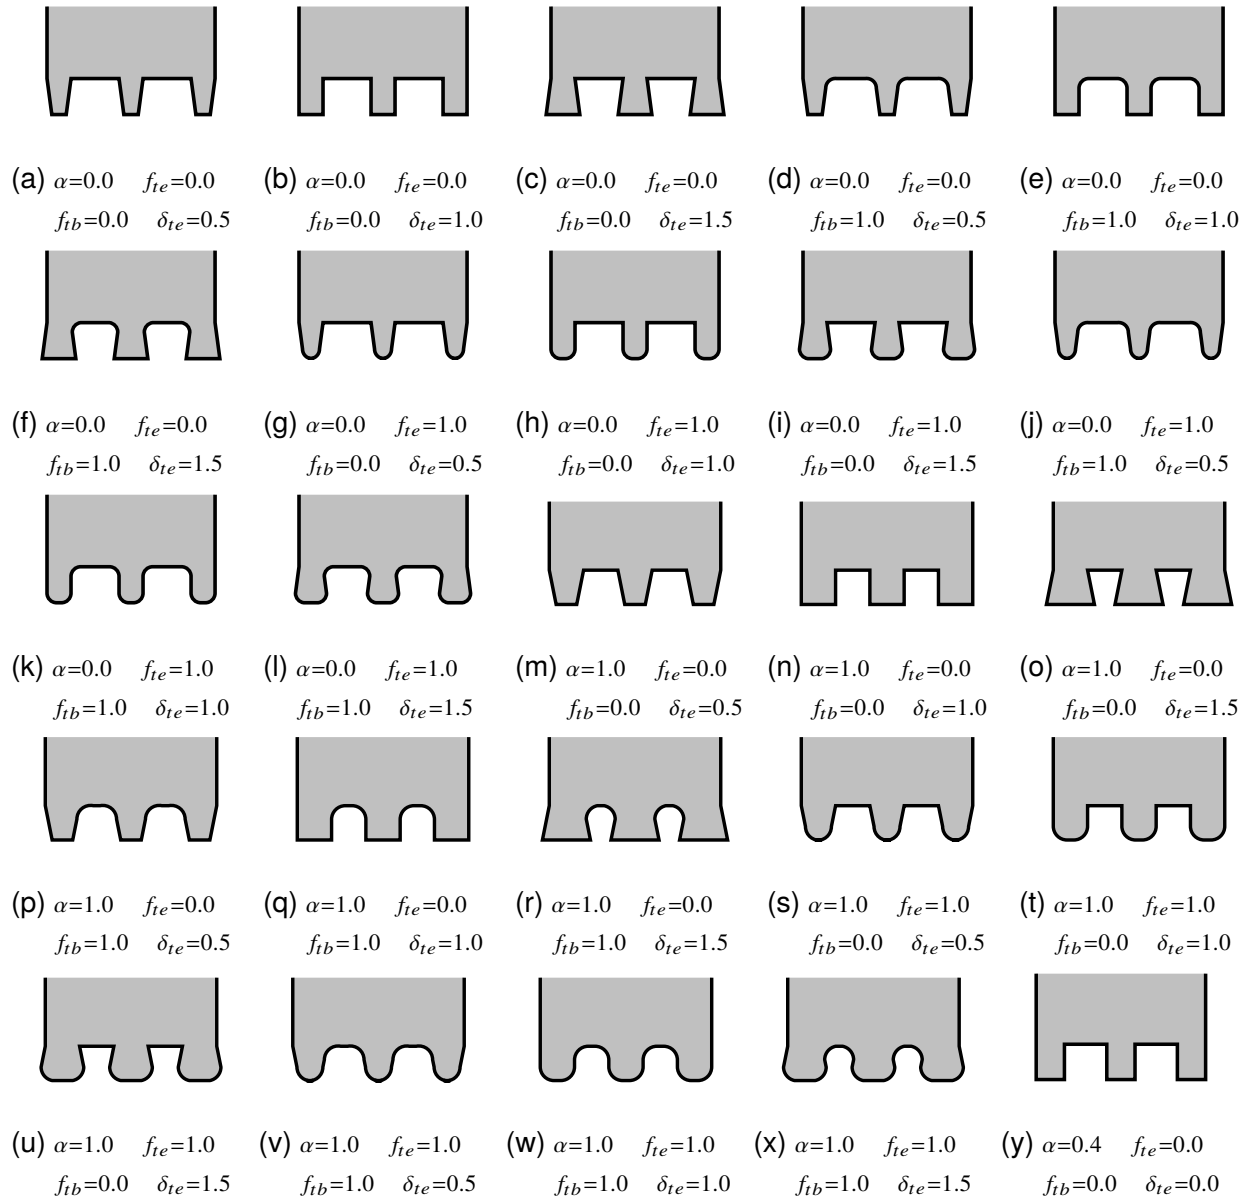 (a) α=0.0 f_te=0.0 (b) α=0.0 f_te=0.0 (c) α=0.0 f_te=0.0 (d) α=0.0 f_te=0.0 (e) α=0.0 f_te=0.0
f_tb=0.0 δ_te=0.5 f_tb=0.0 δ_te=1.0 f_tb=0.0 δ_te=1.5 f_tb=1.0 δ_te=0.5 f_tb=1.0 δ_te=1.0
(f) α=0.0 f_te=0.0 (g) α=0.0 f_te=1.0 (h) α=0.0 f_te=1.0 (i) α=0.0 f_te=1.0 (j) α=0.0 f_te=1.0
f_tb=1.0 δ_te=1.5 f_tb=0.0 δ_te=0.5 f_tb=0.0 δ_te=1.0 f_tb=0.0 δ_te=1.5 f_tb=1.0 δ_te=0.5
(k) α=0.0 f_te=1.0 (l) α=0.0 f_te=1.0 (m) α=1.0 f_te=0.0 (n) α=1.0 f_te=0.0 (o) α=1.0 f_te=0.0
f_tb=1.0 δ_te=1.0 f_tb=1.0 δ_te=1.5 f_tb=0.0 δ_te=0.5 f_tb=0.0 δ_te=1.0 f_tb=0.0 δ_te=1.5
(p) α=1.0 f_te=0.0 (q) α=1.0 f_te=0.0 (r) α=1.0 f_te=0.0 (s) α=1.0 f_te=1.0 (t) α=1.0 f_te=1.0
f_tb=1.0 δ_te=0.5 f_tb=1.0 δ_te=1.0 f_tb=1.0 δ_te=1.5 f_tb=0.0 δ_te=0.5 f_tb=0.0 δ_te=1.0
(u) α=1.0 f_te=1.0 (v) α=1.0 f_te=1.0 (w) α=1.0 f_te=1.0 (x) α=1.0 f_te=1.0 (y) α=0.4 f_te=0.0
f_tb=0.0 δ_te=1.5 f_tb=1.0 δ_te=0.5 f_tb=1.0 δ_te=1.0 f_tb=1.0 δ_te=1.5 f_tb=0.0 δ_te=0.0